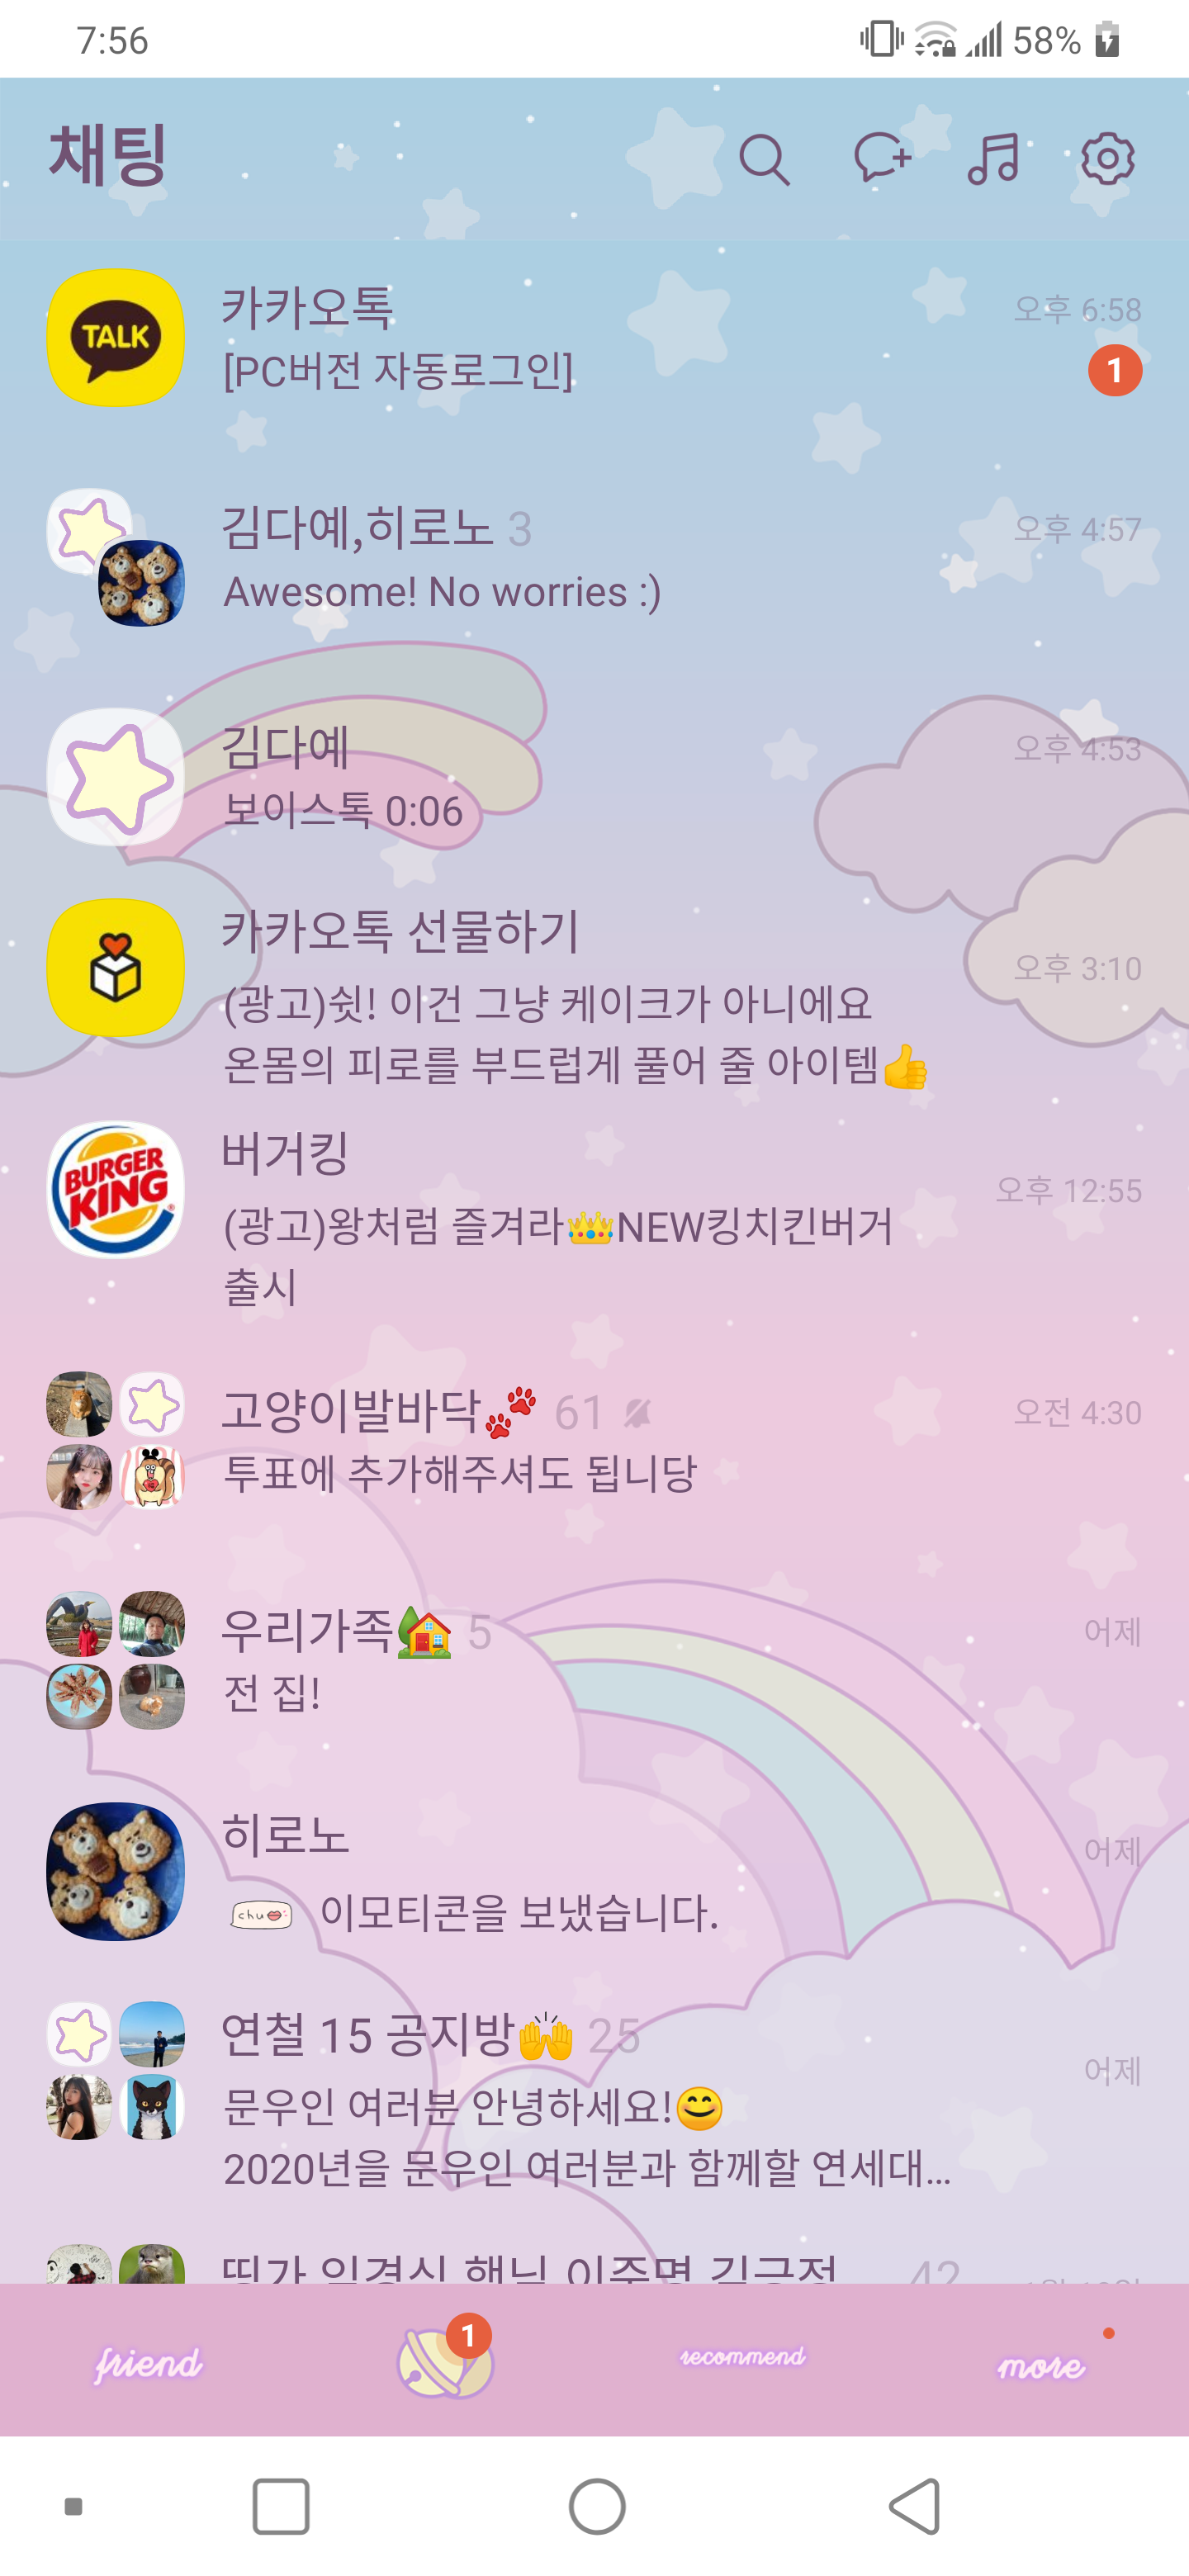 7:56
58%
채팅
TALK
카카오톡
오후 6:58
[PC버전 자동로그인]
1
김다예,히로노 3
오후 4:57
Awesome! No worries :)
김다예
오후 4:53
보이스톡 0:06
카카오톡 선물하기
오후 3:10
(광고)쉿! 이건 그냥 케이크가 아니에요
온몸의 피로를 부드럽게 풀어 줄 아이템👍
BURGER
KING
버거킹
오후 12:55
(광고)왕처럼 즐겨라👑NEW킹치킨버거
출시
고양이발바닥🐾 61
오전 4:30
투표에 추가해주셔도 됩니당
우리가족🏡 5
어제
전 집!
히로노
어제
chu
이모티콘을 보냈습니다.
연철 15 공지방🙌 25
어제
문우인 여러분 안녕하세요!😊
2020년을 문우인 여러분과 함께할 연세대...
42
friend
1
recommend
more